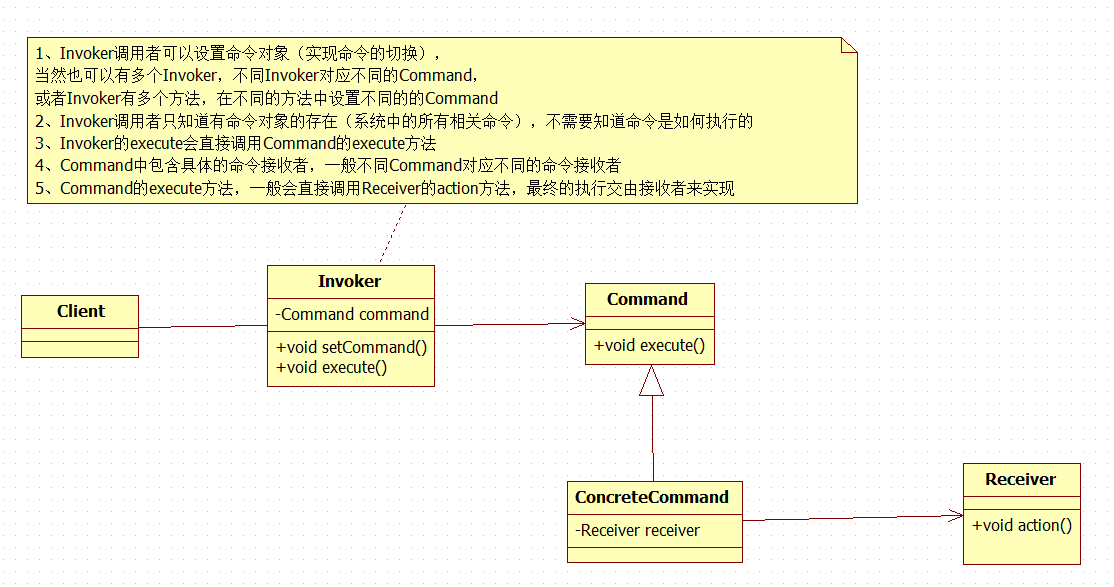 1、Invoker调用者可以设置命令对象（实现命令的切换），
当然也可以有多个Invoker，不同Invoker对应不同的Command，
或者Invoker有多个方法，在不同的方法中设置不同的的Command
2、Invoker调用者只知道有命令对象的存在（系统中的所有相关命令），不需要知道命令是如何执行的
3、Invoker的execute会直接调用Command的execute方法
4、Command中包含具体的命令接收者，一般不同Command对应不同的命令接收者
5、Command的execute方法，一般会直接调用Receiver的action方法，最终的执行交由接收者来实现
Client
Invoker
-Command command
+void setCommand()
+void execute()
Command
+void execute()
ConcreteCommand
-Receiver receiver
Receiver
+void action()